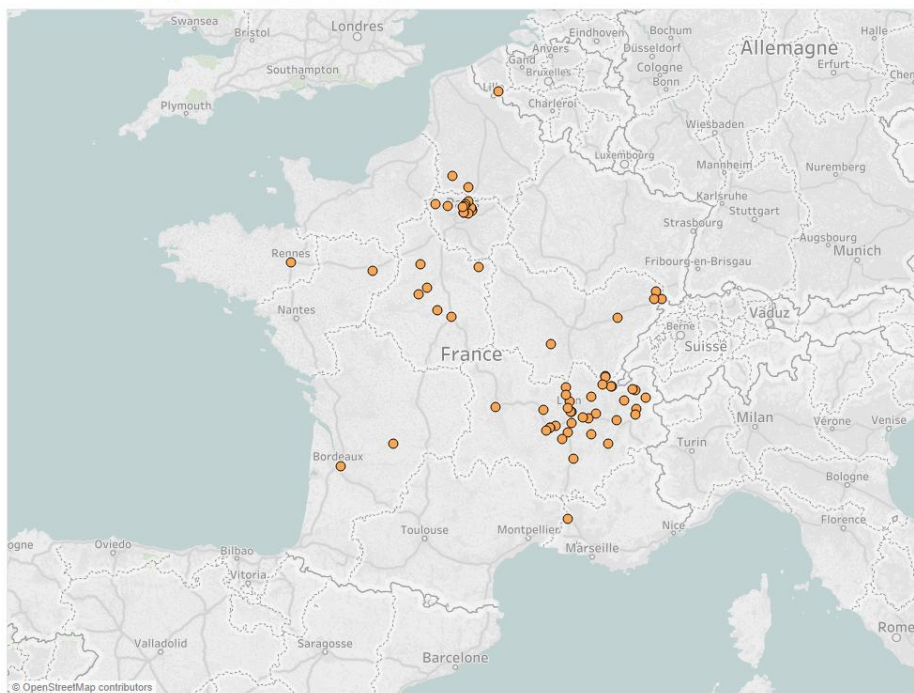 Swansea
Bristol
Londres
Southampton
Plymouth
Eindhoven
Bochum
Düsseldorf
Anvers
Gand
Bruxelles
Cologne
Bonn
Allemagne
Halle
Erfurt
Charleroi
Wiesbaden
Luxembourg
Mannheim
Nuremberg
Karlsruhe
Stuttgart
Strasbourg
Augsbourg
Munich
Fribourg-en-Brisgau
Rennes
Nantes
France
Berne
Suisse
Vaduz
Milan
Vérone
Venise
Turin
Bordeaux
Bologne
Toulouse
Montpellier
Nice
Florence
Marseille
Oviedo
Bilbao
Vitoria
Valladolid
Saragosse
Barcelone
Rome
© OpenStreetMap contributors